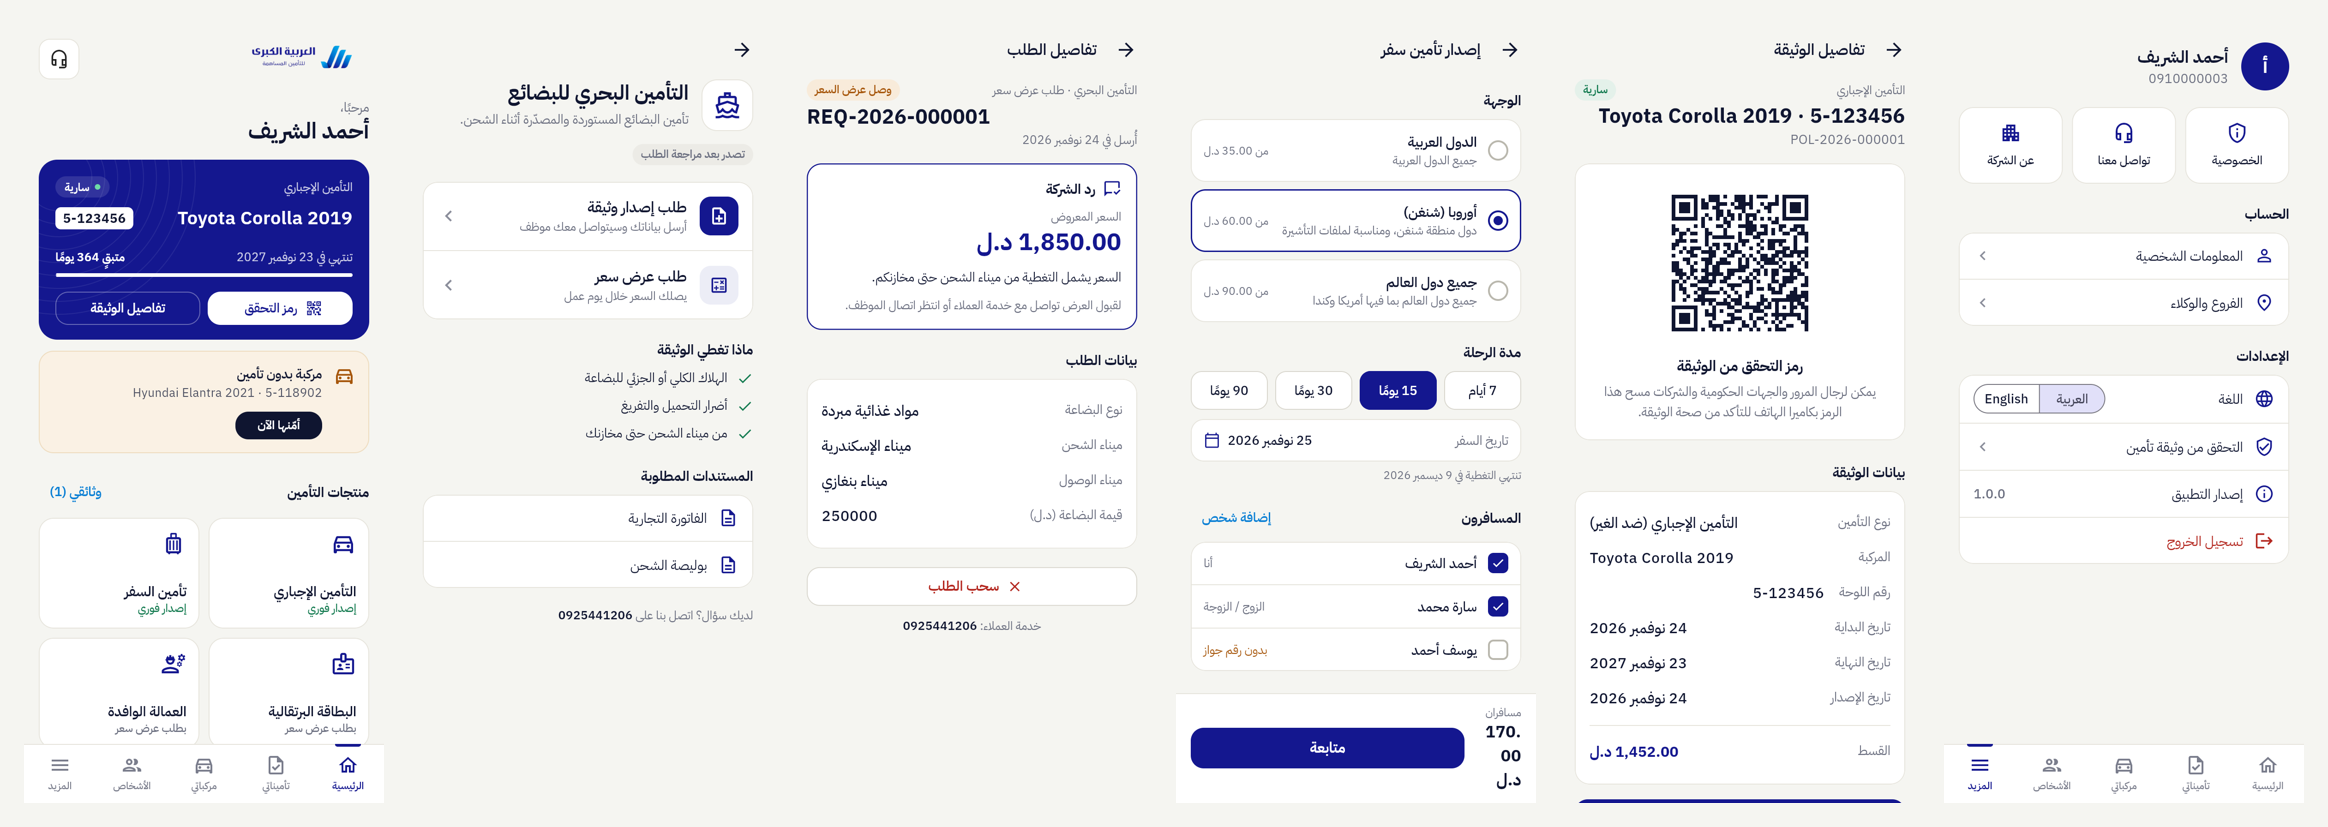 العربية الكبرى
للتأمين المساهمة
مرحبًا،
أحمد الشريف
التأمين الإجباري
سارية
Toyota Corolla 2019
5-123456
تنتهي في 23 نوفمبر 2027
متبقٍ 364 يومًا
رمز التحقق
تفاصيل الوثيقة
مركبة بدون تأمين
Hyundai Elantra 2021 · 5-118902
أمّنها الآن
منتجات التأمين
وثائقي (1)
التأمين الإجباري
إصدار فوري
تأمين السفر
إصدار فوري
البطاقة البرتقالية
بطلب عرض سعر
العمالة الوافدة
بطلب عرض سعر
الرئيسية
تأميناتي
مركباتي
الأشخاص
المزيد
التأمين البحري للبضائع
تأمين البضائع المستوردة والمصدّرة أثناء الشحن.
تصدر بعد مراجعة الطلب
طلب إصدار وثيقة
أرسل بياناتك وسيتواصل معك موظف
طلب عرض سعر
يصلك السعر خلال يوم عمل
ماذا تغطي الوثيقة
الهلاك الكلي أو الجزئي للبضاعة
أضرار التحميل والتفريغ
من ميناء الشحن حتى مخازنك
المستندات المطلوبة
الفاتورة التجارية
بوليصة الشحن
لديك سؤال؟ اتصل بنا على 0925441206
تفاصيل الطلب
التأمين البحري · طلب عرض سعر
وصل عرض السعر
REQ-2026-000001
أُرسل في 24 نوفمبر 2026
رد الشركة
السعر المعروض
1,850.00 د.ل
السعر يشمل التغطية من ميناء الشحن حتى مخازنكم.
لقبول العرض تواصل مع خدمة العملاء أو انتظر اتصال الموظف.
بيانات الطلب
نوع البضاعة
مواد غذائية مبردة
ميناء الشحن
ميناء الإسكندرية
ميناء الوصول
ميناء بنغازي
قيمة البضاعة (د.ل)
250000
سحب الطلب
خدمة العملاء: 0925441206
إصدار تأمين سفر
الوجهة
الدول العربية
جميع الدول العربية
من 35.00 د.ل
أوروبا (شنغن)
دول منطقة شنغن، ومناسبة لملفات التأشيرة
من 60.00 د.ل
جميع دول العالم
جميع دول العالم بما فيها أمريكا وكندا
من 90.00 د.ل
مدة الرحلة
7 أيام
15 يومًا
30 يومًا
90 يومًا
تاريخ السفر
25 نوفمبر 2026
تنتهي التغطية في 9 ديسمبر 2026
المسافرون
إضافة شخص
أحمد الشريف
أنا
سارة محمد
الزوج / الزوجة
يوسف أحمد
بدون رقم جواز
مسافران
170.
00
د.ل
متابعة
تفاصيل الوثيقة
التأمين الإجباري
سارية
Toyota Corolla 2019 · 5-123456
POL-2026-000001
رمز التحقق من الوثيقة
يمكن لرجال المرور والجهات الحكومية والشركات مسح هذا
الرمز بكاميرا الهاتف للتأكد من صحة الوثيقة.
بيانات الوثيقة
نوع التأمين
التأمين الإجباري (ضد الغير)
المركبة
Toyota Corolla 2019
رقم اللوحة
5-123456
تاريخ البداية
24 نوفمبر 2026
تاريخ النهاية
23 نوفمبر 2027
تاريخ الإصدار
24 نوفمبر 2026
القسط
1,452.00 د.ل
أ
أحمد الشريف
0910000003
الخصوصية
تواصل معنا
عن الشركة
الحساب
المعلومات الشخصية
الفروع والوكلاء
الإعدادات
اللغة
العربية
English
التحقق من وثيقة تأمين
إصدار التطبيق
1.0.0
تسجيل الخروج
الرئيسية
تأميناتي
مركباتي
الأشخاص
المزيد